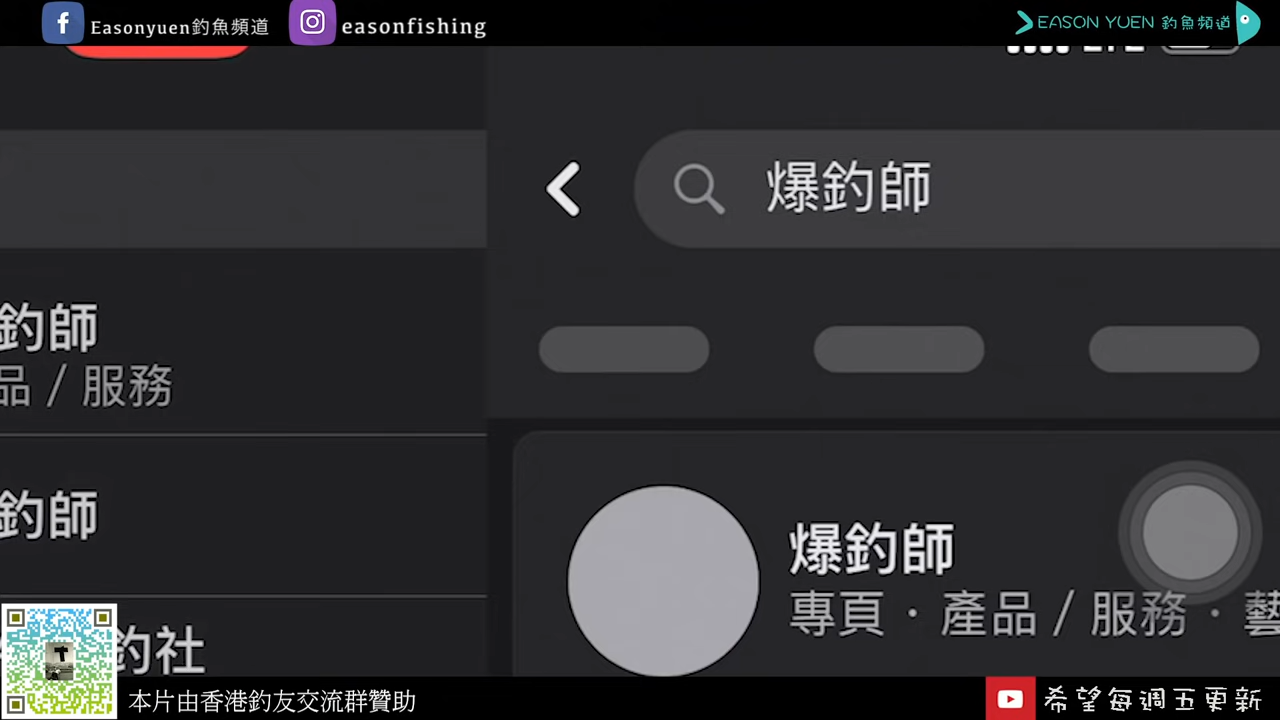 Easonyuen釣魚頻道
easonfishing
EASON YUEN 釣魚頻道
爆釣師
釣師
品 / 服務
釣師
爆釣師
專頁 · 產品 / 服務 · 藝
釣社
本片由香港釣友交流群贊助
希望每週五更新